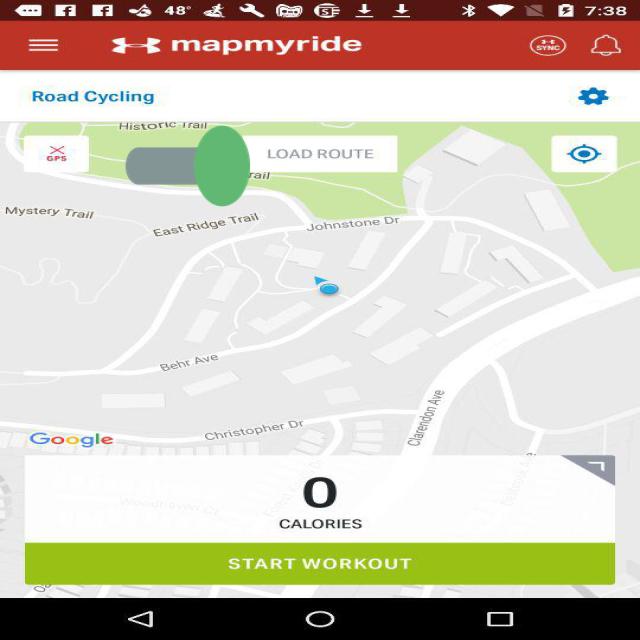 48°
7:38
mapmyride
SYNC
Road Cycling
Historic Trail
GPS
LOAD ROUTE
Trail
Mystery Trail
East Ridge Trail
Johnstone Dr
Behr Ave
Clarendon Ave
Christopher Dr
Google
0
CALORIES
START WORKOUT